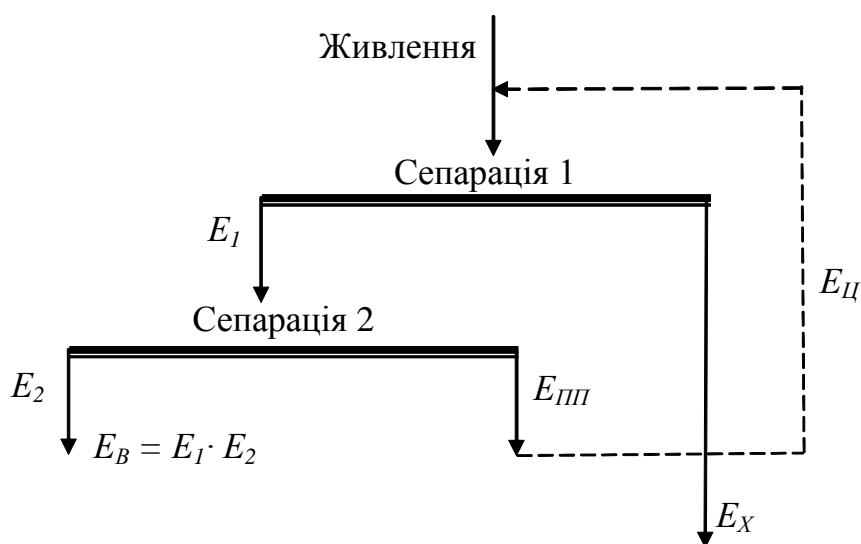 Живлення
Сепарація 1
E1
EЦ
Сепарація 2
E2
EПП
EВ = E1· E2
EХ